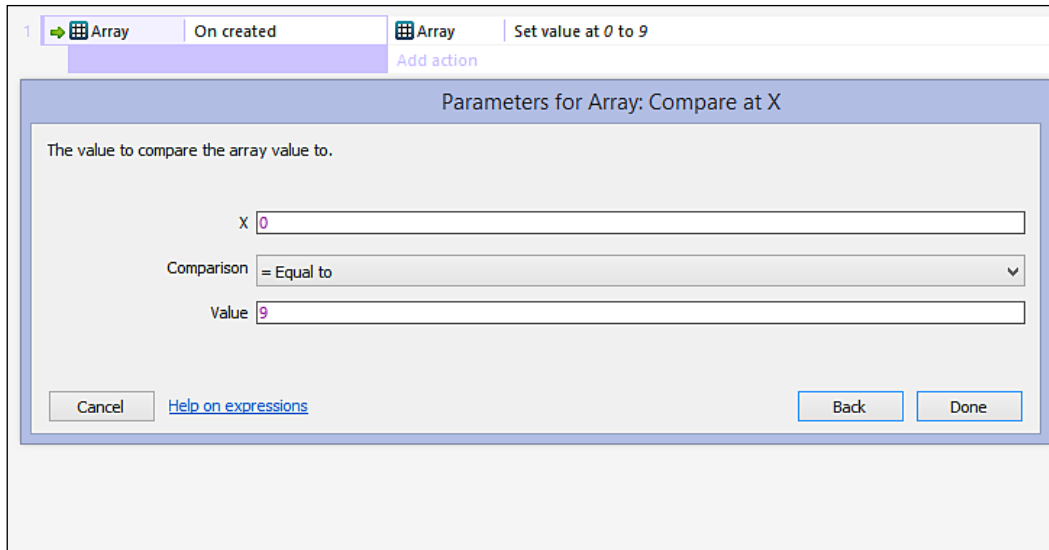 1 Array On created Array Set value at 0 to 9
Add action
Parameters for Array: Compare at X
The value to compare the array value to.
X 0
Comparison = Equal to
Value 9
Cancel Help on expressions Back Done